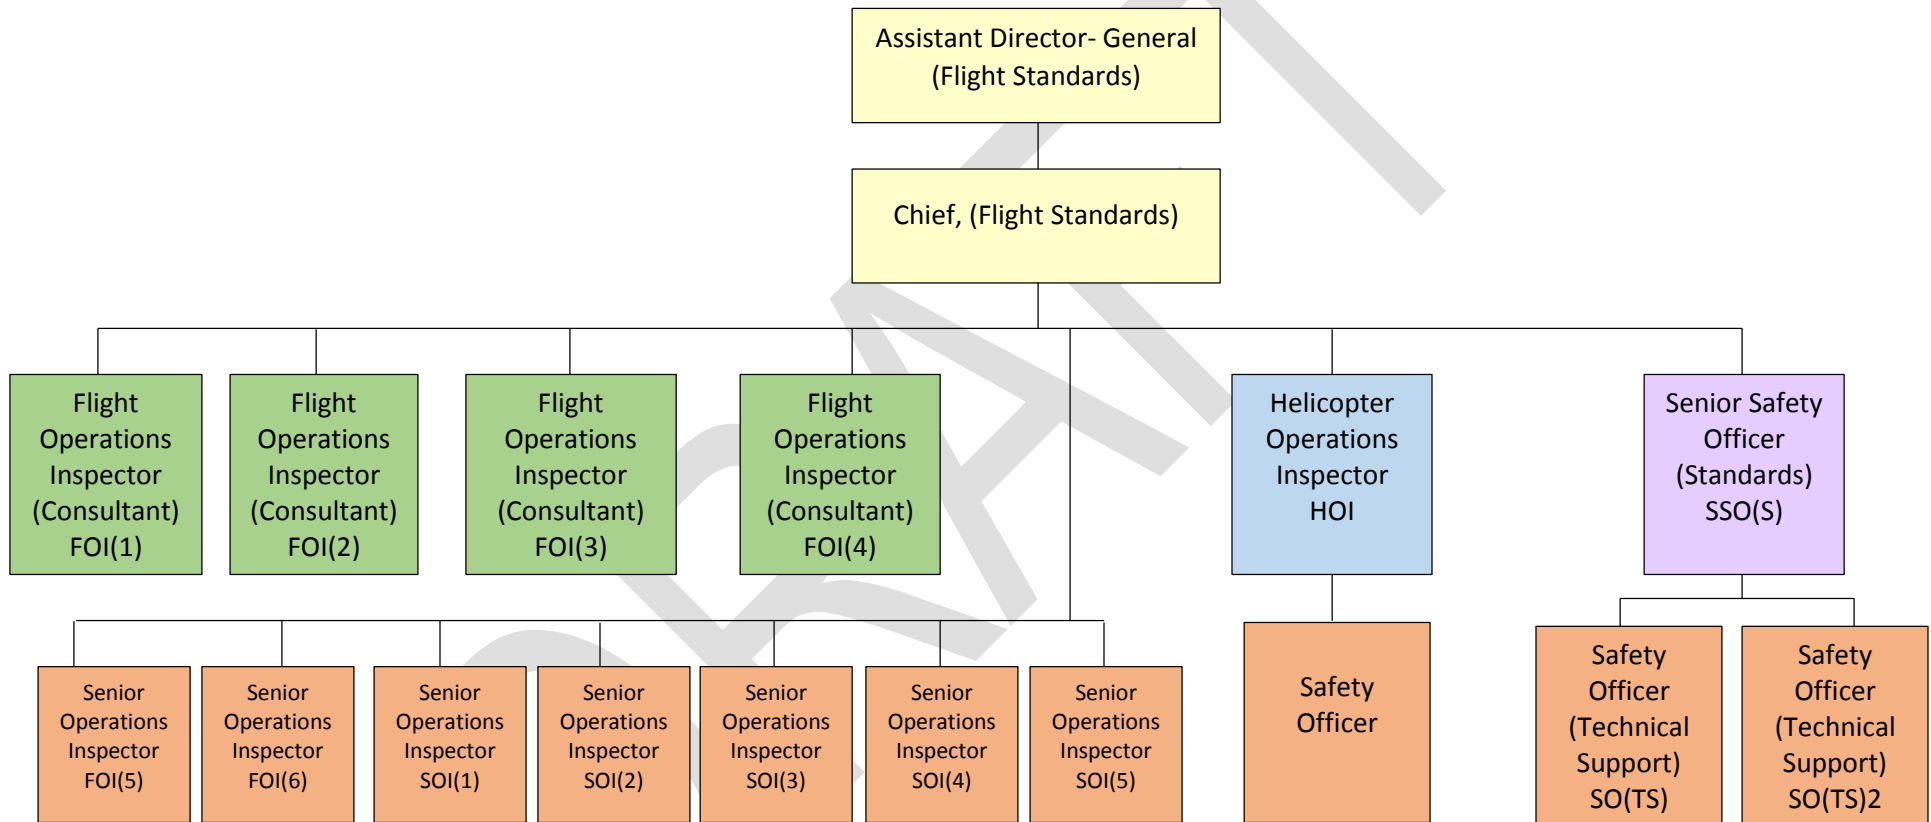 Assistant Director- General
(Flight Standards)
Chief, (Flight Standards)
Flight
Operations
Inspector
(Consultant)
FOI(1)
Flight
Operations
Inspector
(Consultant)
FOI(2)
Flight
Operations
Inspector
(Consultant)
FOI(3)
Flight
Operations
Inspector
(Consultant)
FOI(4)
Helicopter
Operations
Inspector
HOI
Senior Safety
Officer
(Standards)
SSO(S)
Senior
Operations
Inspector
FOI(5)
Senior
Operations
Inspector
FOI(6)
Senior
Operations
Inspector
SOI(1)
Senior
Operations
Inspector
SOI(2)
Senior
Operations
Inspector
SOI(3)
Senior
Operations
Inspector
SOI(4)
Senior
Operations
Inspector
SOI(5)
Safety
Officer
Safety
Officer
(Technical
Support)
SO(TS)
Safety
Officer
(Technical
Support)
SO(TS)2
DRAFT